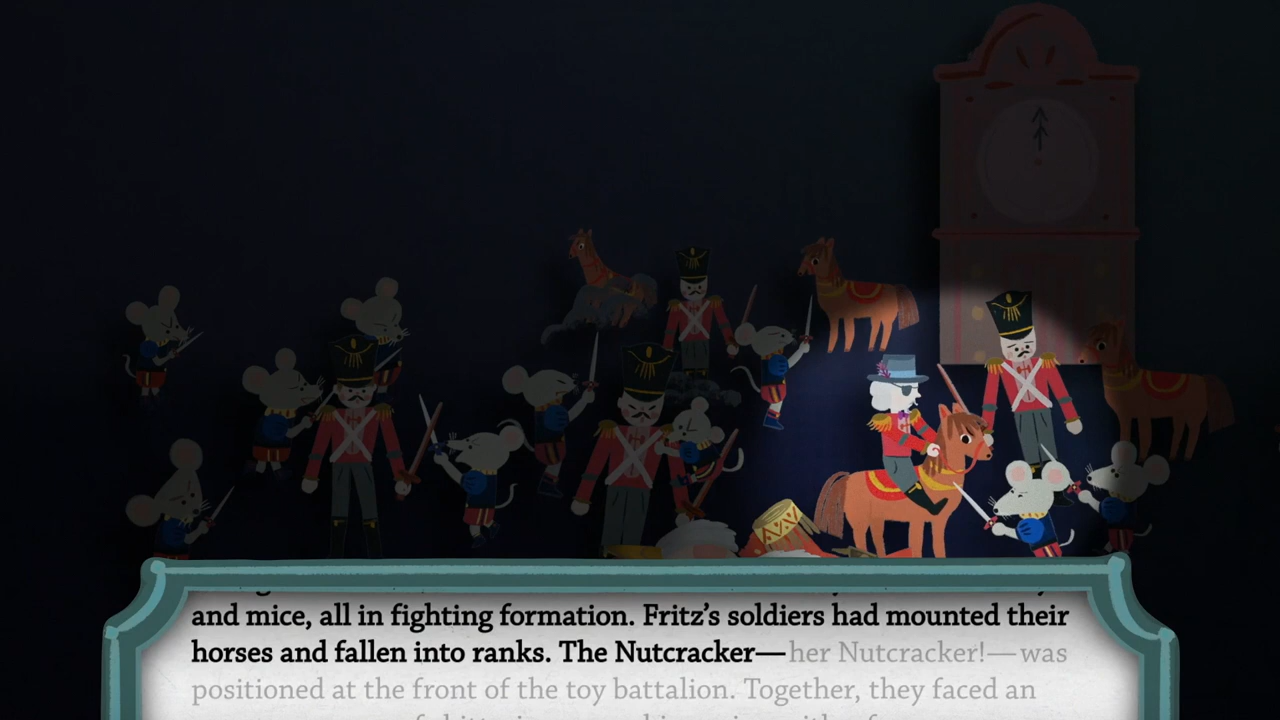 and mice, all in fighting formation. Fritz’s soldiers had mounted their
horses and fallen into ranks. The Nutcracker—her Nutcracker!—was
positioned at the front of the toy battalion. Together, they faced an